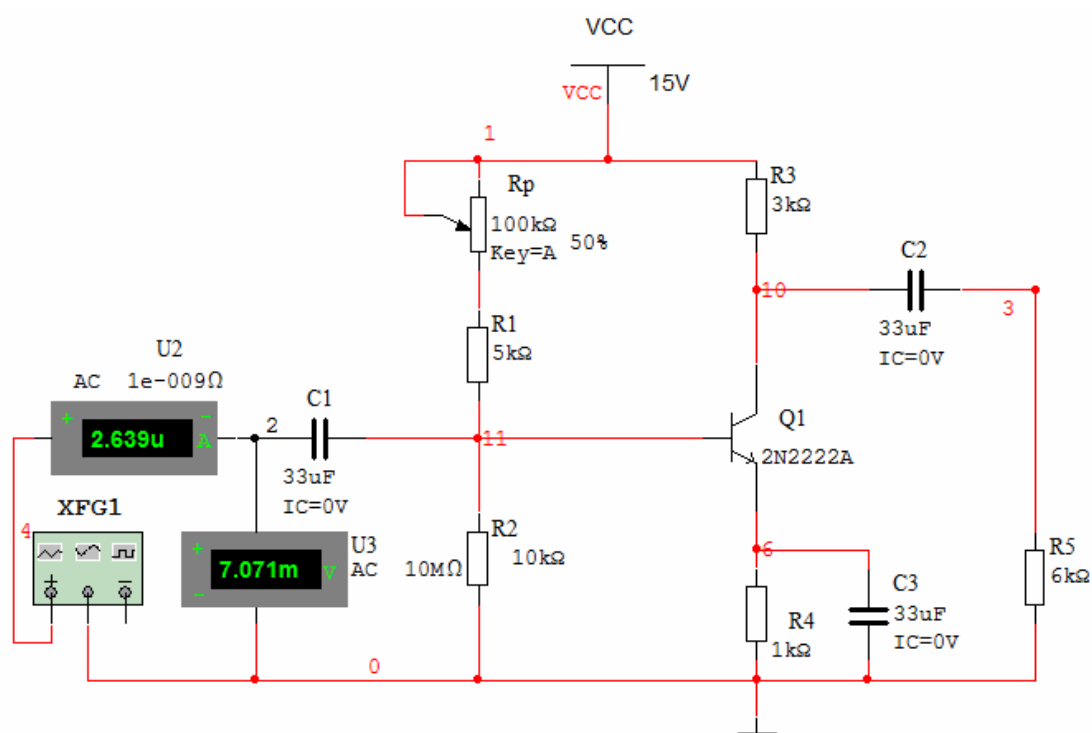 VCC
VCC
15V
1
Rp
100kΩ
50%
Key=A
R3
3kΩ
C2
10
3
33uF
IC=0V
R1
5kΩ
U2
AC 1e-009Ω
C1
+
-
2.639u A
2
11
Q1
2N2222A
33uF
IC=0V
XFG1
4
R2
10kΩ
U3
AC
10MΩ
+
7.071m V
-
6
R5
6kΩ
C3
33uF
IC=0V
R4
1kΩ
+
-
0